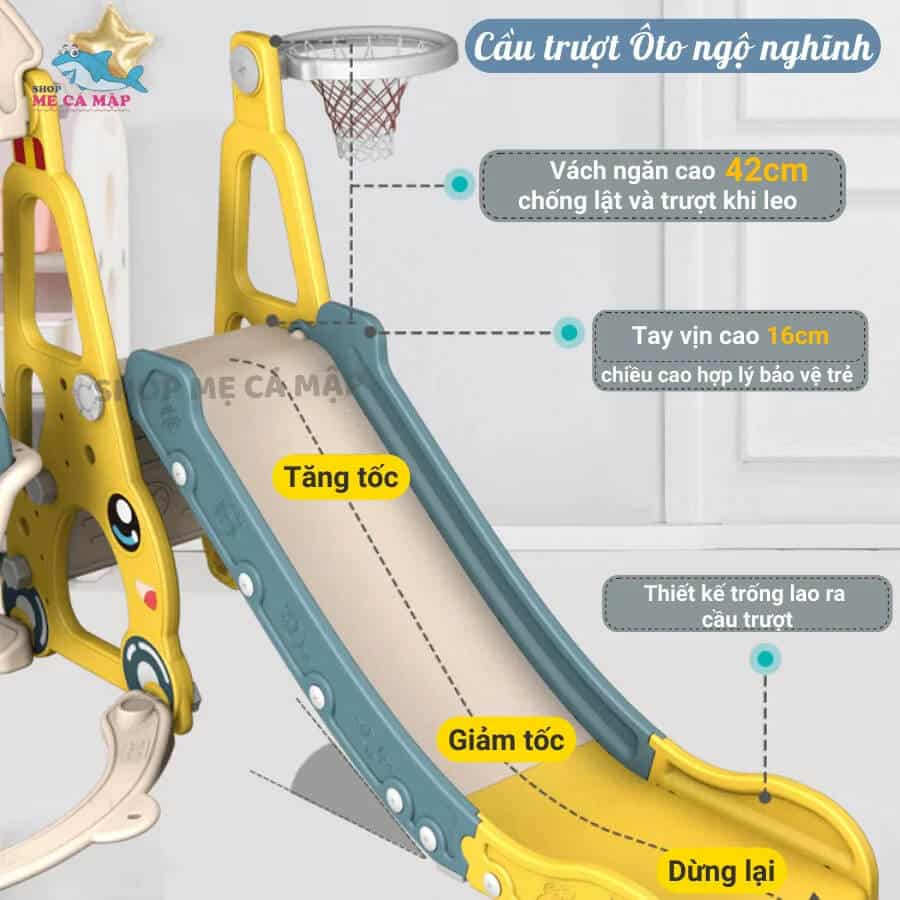 Cầu trượt Ôto ngộ nghĩnh
SHOP
MẸ CÁ MẬP
Vách ngăn cao 42cm
chống lật và trượt khi leo
Tay vịn cao 16cm
chiều cao hợp lý bảo vệ trẻ
SHOP MẸ CÁ MẬP
Tăng tốc
Thiết kế trống lao ra
cầu trượt
Giảm tốc
Dừng lại